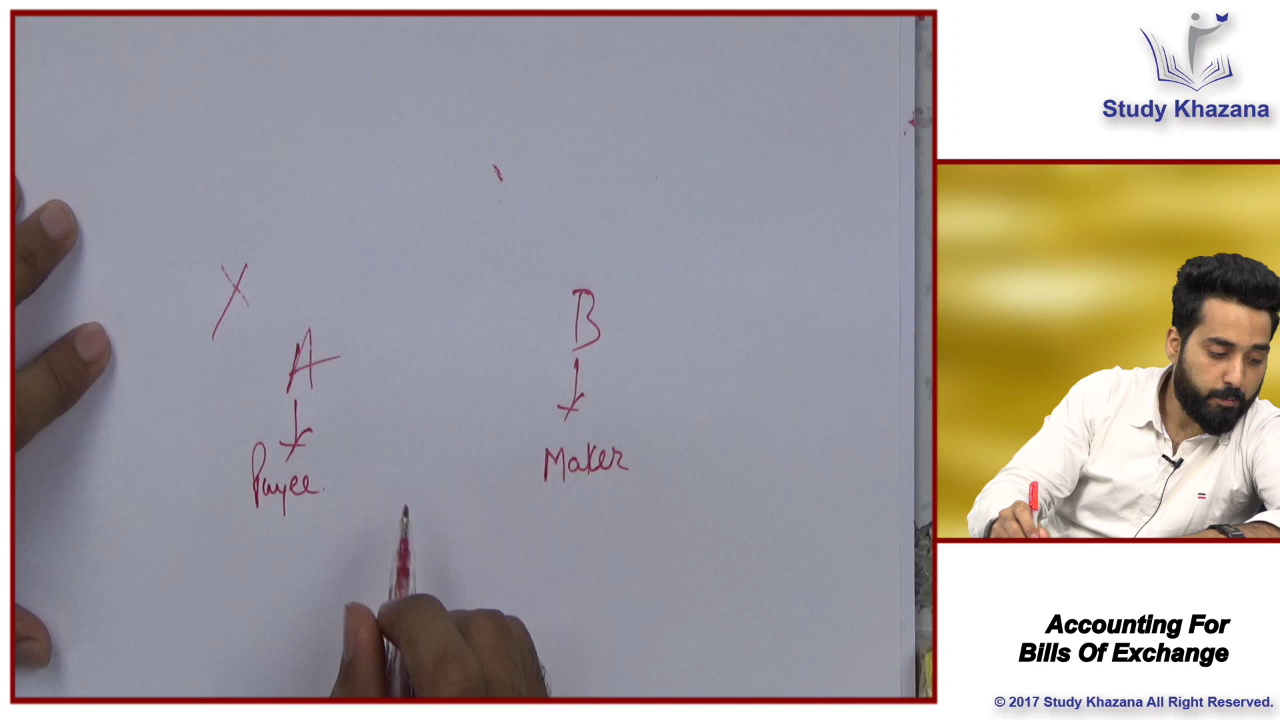 Study Khazana
X
A
B
Payee.
Maker
Accounting For
Bills Of Exchange
© 2017 Study Khazana All Right Reserved.